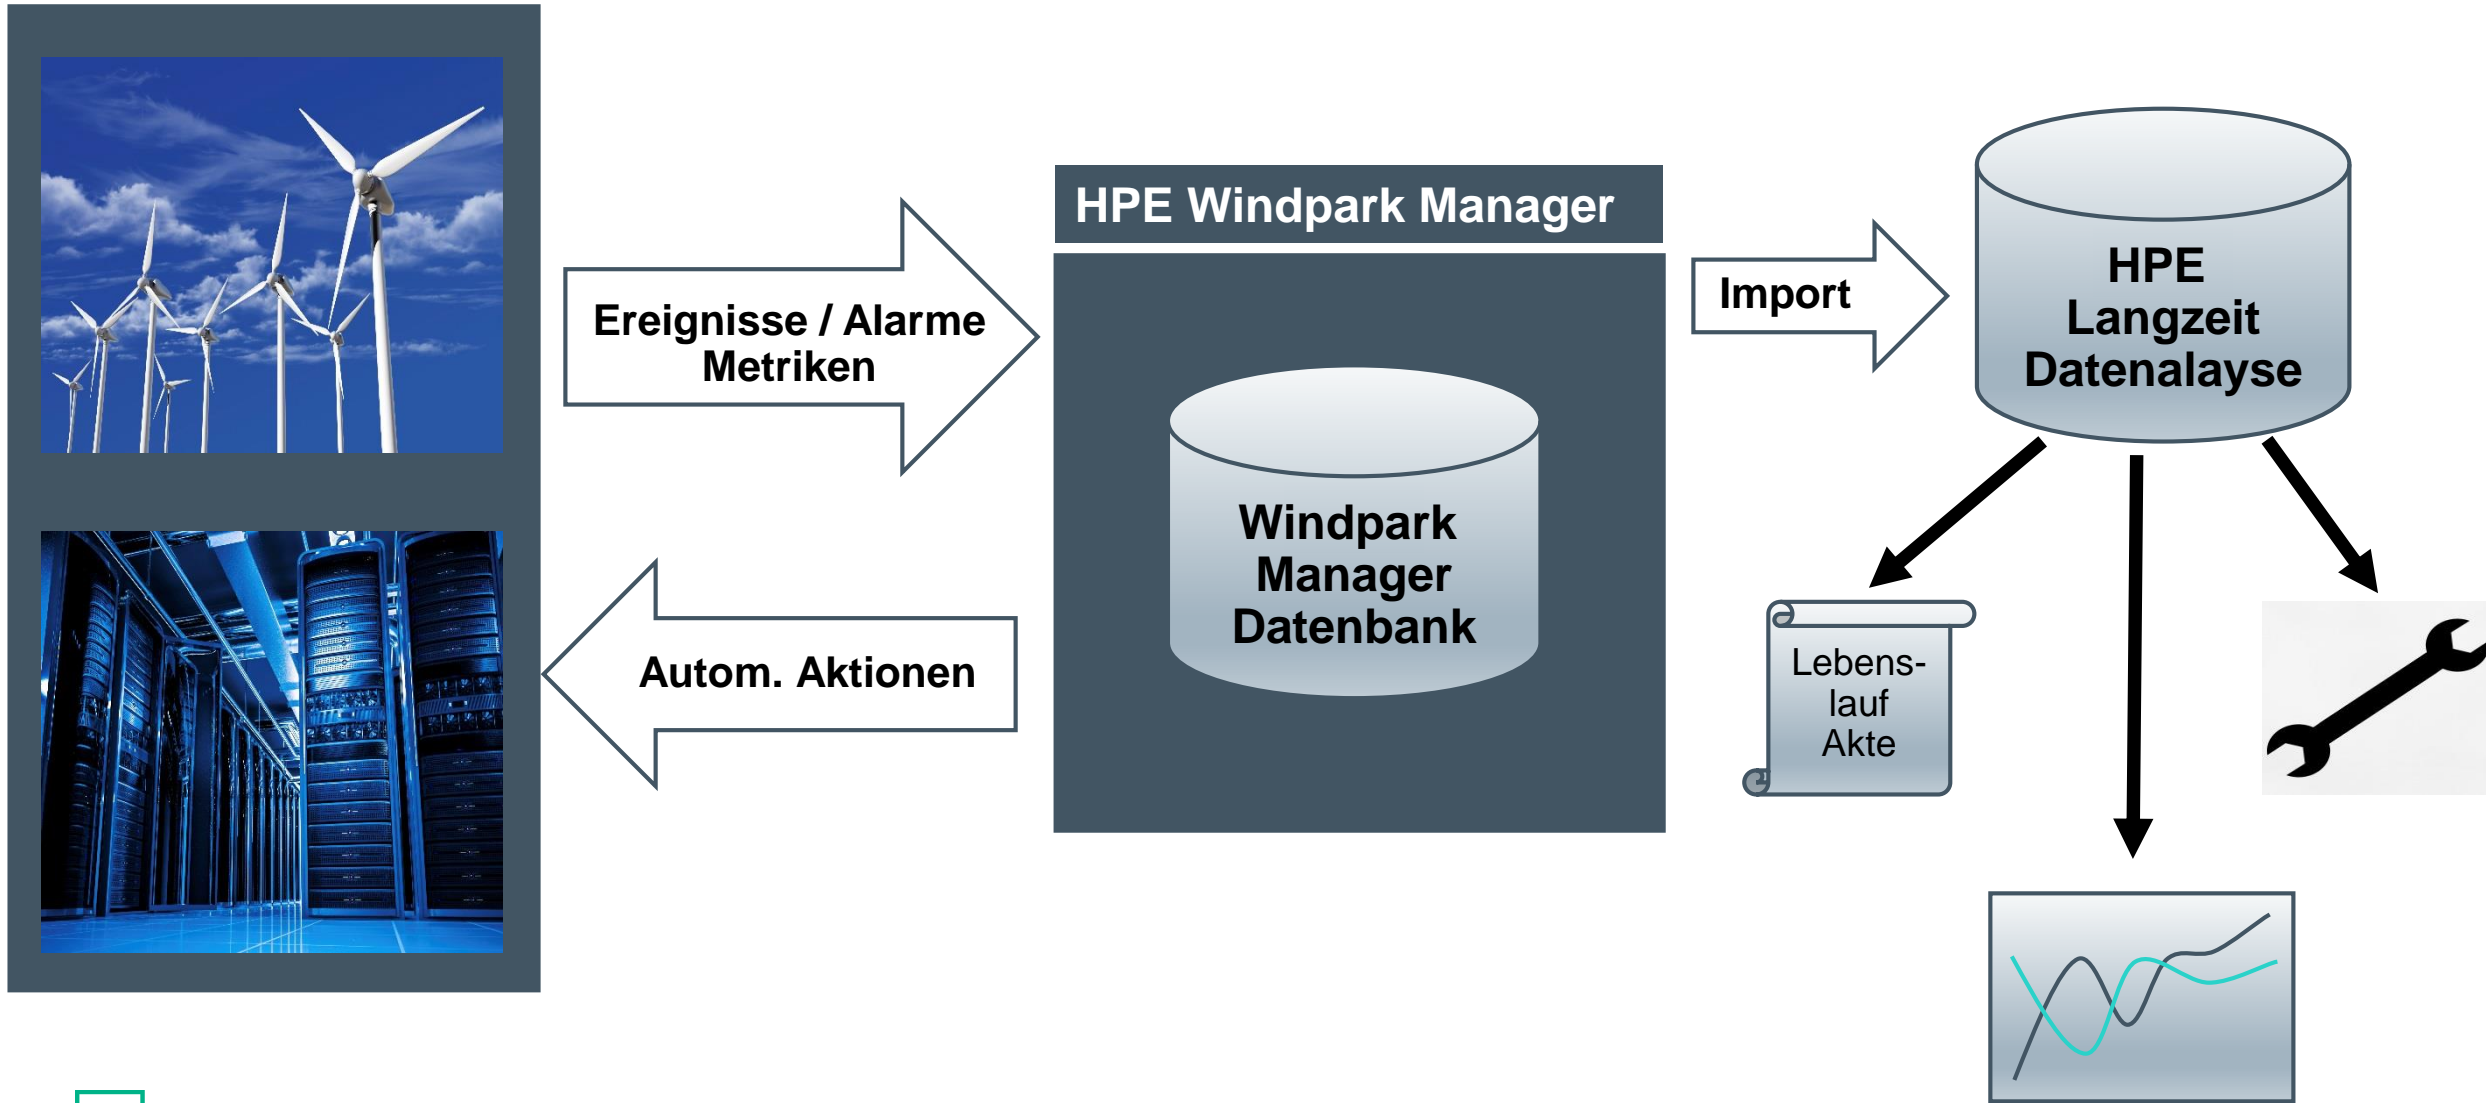 HPE Windpark Manager
Ereignisse / Alarme
Metriken
Autom. Aktionen
Windpark
Manager
Datenbank
Import
HPE
Langzeit
Datenalayse
Lebens-
lauf
Akte